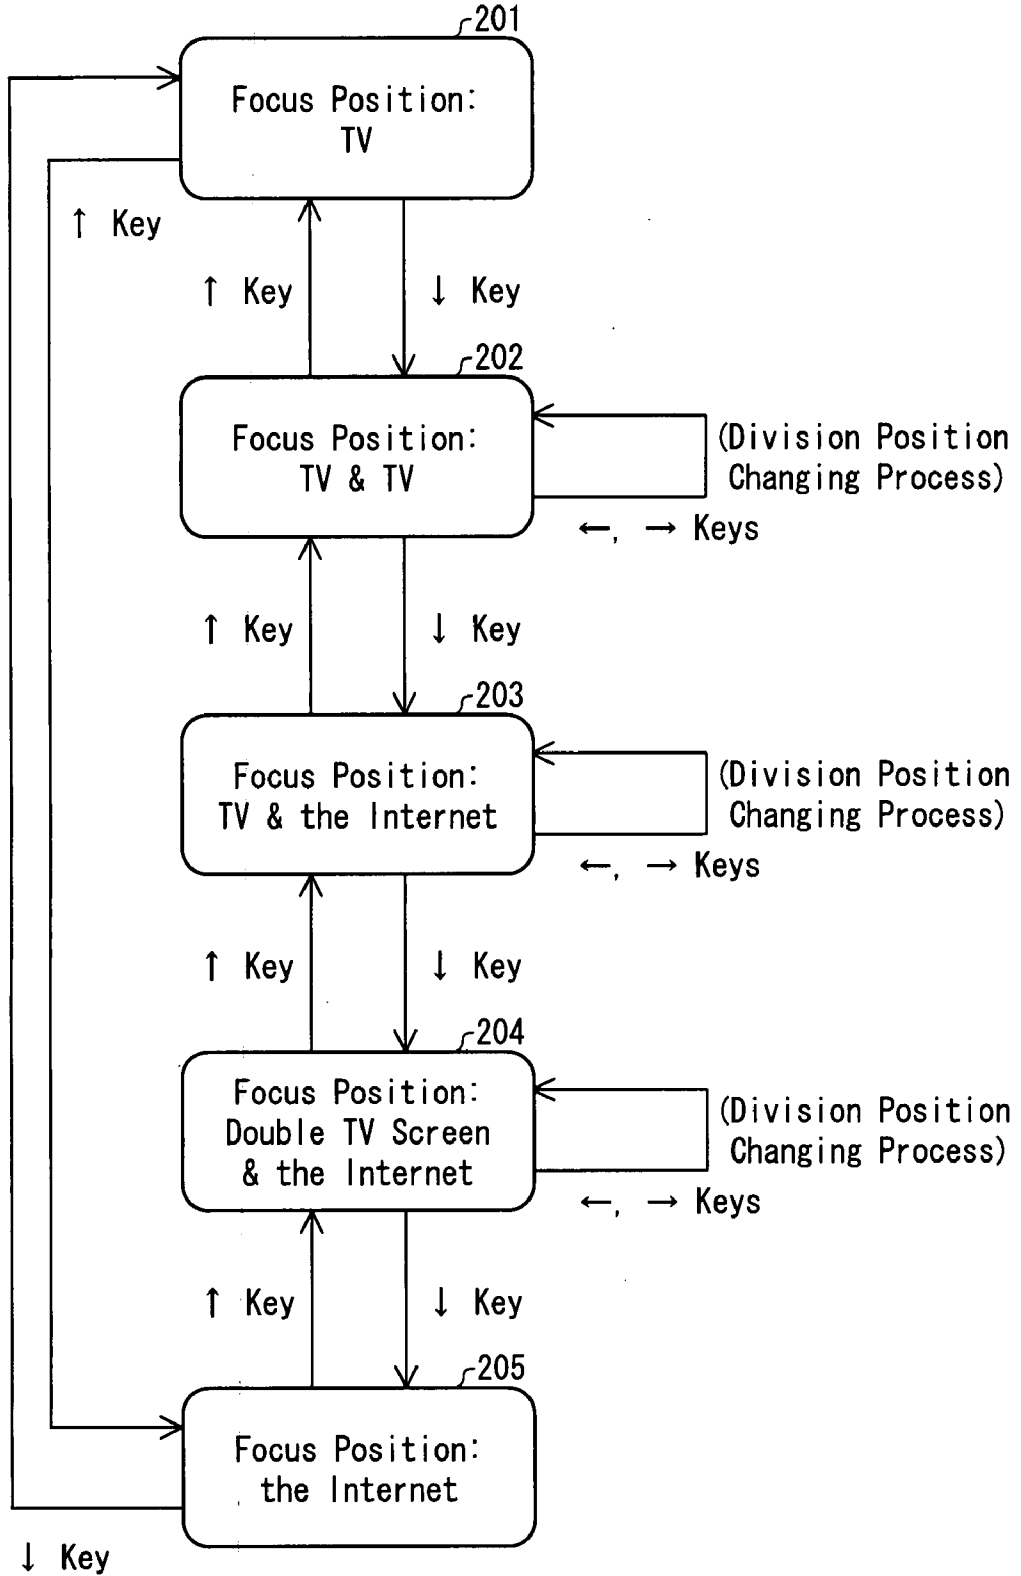 201
Focus Position:
TV
↑ Key
↑ Key
↓ Key
202
Focus Position:
TV & TV
(Division Position
Changing Process)
←, → Keys
↑ Key
↓ Key
203
Focus Position:
TV & the Internet
(Division Position
Changing Process)
←, → Keys
↑ Key
↓ Key
204
Focus Position:
Double TV Screen
& the Internet
(Division Position
Changing Process)
←, → Keys
↑ Key
↓ Key
205
Focus Position:
the Internet
↓ Key